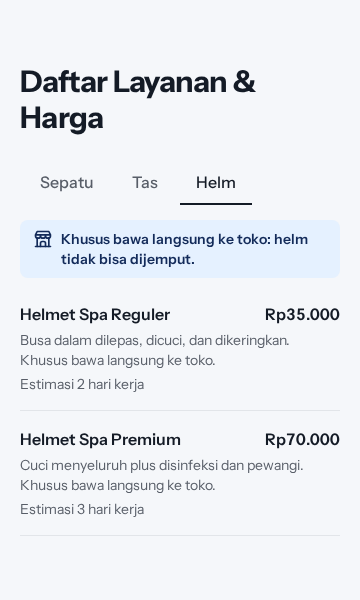 Daftar Layanan &
Harga
Sepatu Tas Helm
Khusus bawa langsung ke toko: helm
tidak bisa dijemput.
Helmet Spa Reguler Rp35.000
Busa dalam dilepas, dicuci, dan dikeringkan.
Khusus bawa langsung ke toko.
Estimasi 2 hari kerja
Helmet Spa Premium Rp70.000
Cuci menyeluruh plus disinfeksi dan pewangi.
Khusus bawa langsung ke toko.
Estimasi 3 hari kerja